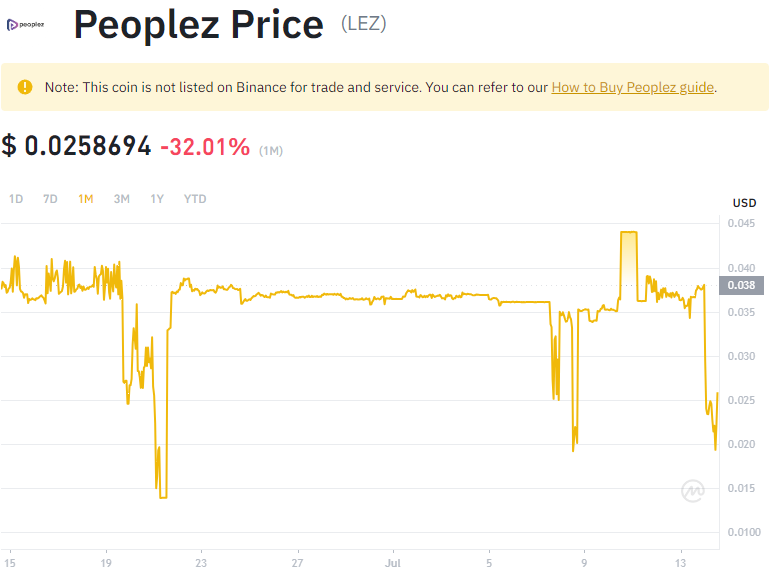 peoplez
Peoplez Price (LEZ)
Note: This coin is not listed on Binance for trade and service. You can refer to our How to Buy Peoplez guide.
$ 0.0258694 -32.01% (1M)
1D 7D 1M 3M 1Y YTD
USD
0.045
0.040
0.038
0.035
0.030
0.025
0.020
0.015
0.0100
15 19 23 27 Jul 5 9 13